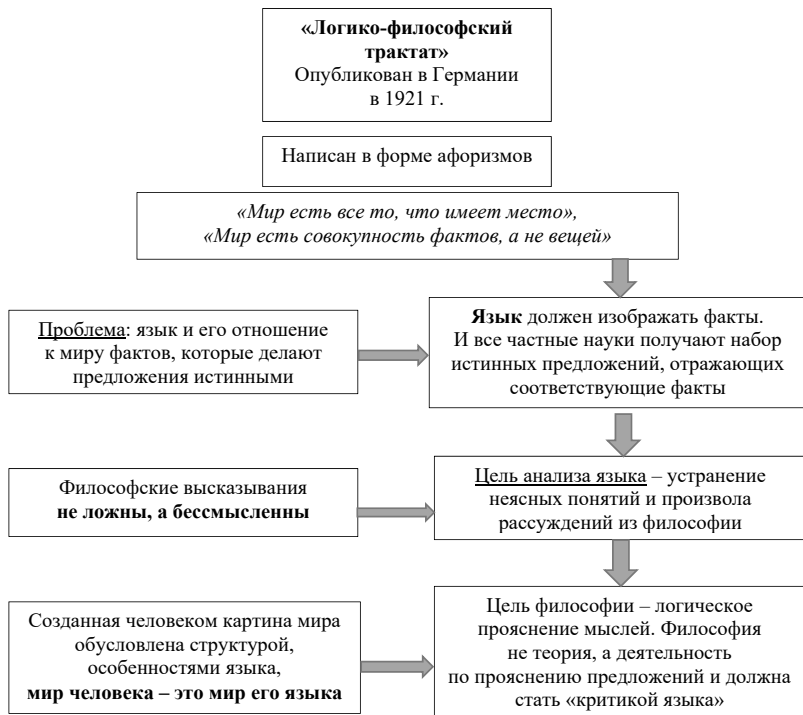 «Логико-философский
трактат»
Опубликован в Германии
в 1921 г.
Написан в форме афоризмов
«Мир есть все то, что имеет место»,
«Мир есть совокупность фактов, а не вещей»
Проблема: язык и его отношение
к миру фактов, которые делают
предложения истинными
Язык должен изображать факты.
И все частные науки получают набор
истинных предложений, отражающих
соответствующие факты
Философские высказывания
не ложны, а бессмысленны
Цель анализа языка – устранение
неясных понятий и произвола
рассуждений из философии
Созданная человеком картина мира
обусловлена структурой,
особенностями языка,
мир человека – это мир его языка
Цель философии – логическое
прояснение мыслей. Философия
не теория, а деятельность
по прояснению предложений и должна
стать «критикой языка»